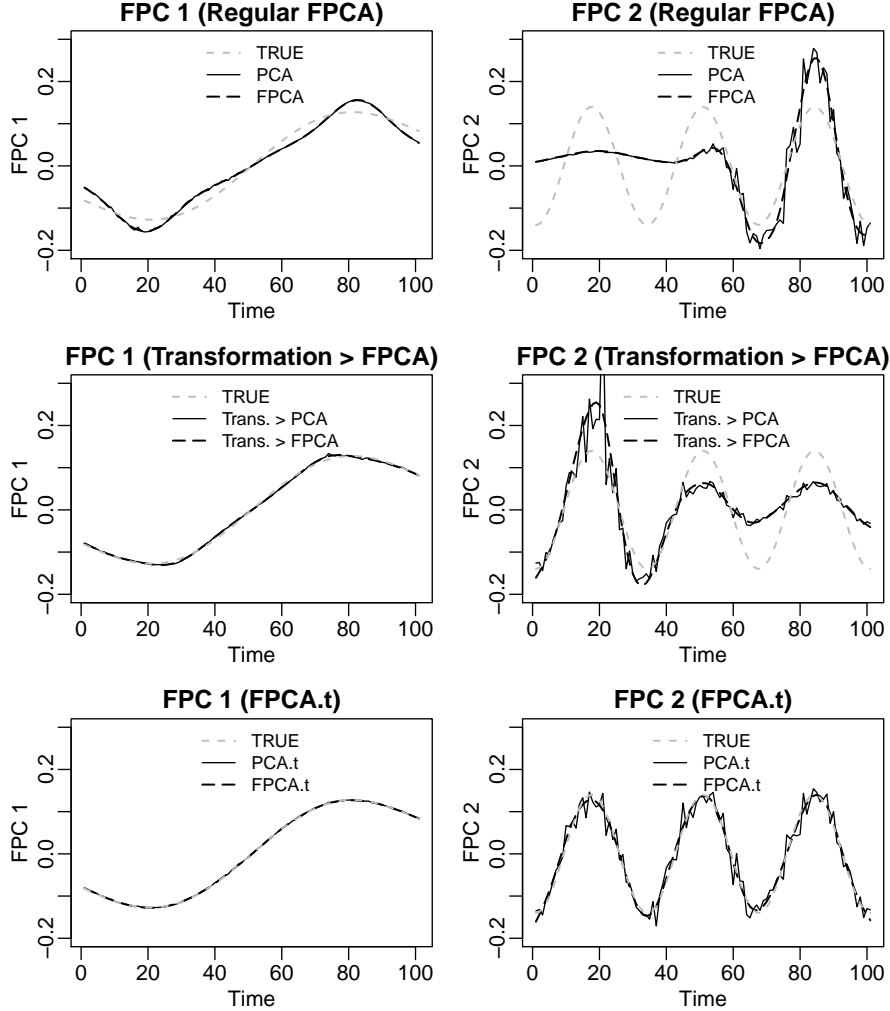 FPC 1 (Regular FPCA)
FPC 1
0.2
0.0
−0.2
TRUE
PCA
FPCA
0 20 40 60 80 100
Time
FPC 2 (Regular FPCA)
FPC 2
0.2
0.0
−0.2
TRUE
PCA
FPCA
0 20 40 60 80 100
Time
FPC 1 (Transformation > FPCA)
FPC 1
0.2
0.0
−0.2
TRUE
Trans. > PCA
Trans. > FPCA
0 20 40 60 80 100
Time
FPC 2 (Transformation > FPCA)
FPC 2
0.2
0.0
−0.2
TRUE
Trans. > PCA
Trans. > FPCA
0 20 40 60 80 100
Time
FPC 1 (FPCA.t)
FPC 1
0.2
0.0
−0.2
TRUE
PCA.t
FPCA.t
0 20 40 60 80 100
Time
FPC 2 (FPCA.t)
FPC 2
0.2
0.0
−0.2
TRUE
PCA.t
FPCA.t
0 20 40 60 80 100
Time